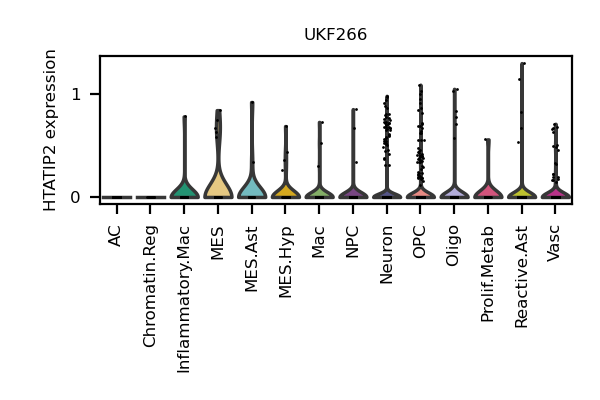 UKF266
HTATIP2 expression
1
0
AC
Chromatin.Reg
Inflammatory.Mac
MES
MES.Ast
MES.Hyp
Mac
NPC
Neuron
OPC
Oligo
Prolif.Metab
Reactive.Ast
Vasc